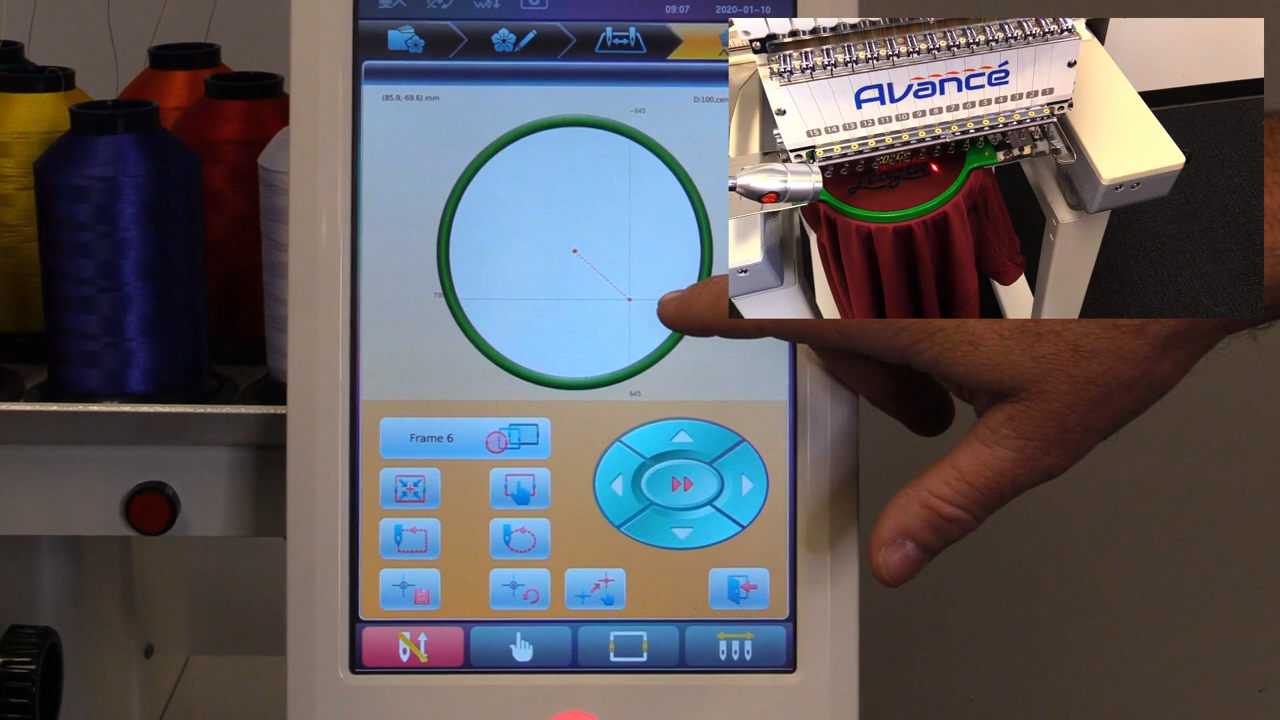 09:07 2020-01-10
(85.9,-69.6) mm
D:100,cen
-645
645
Frame 6
Avancé
15 14 13 12 11 10 9 8 7 6 5 4 3 2 1